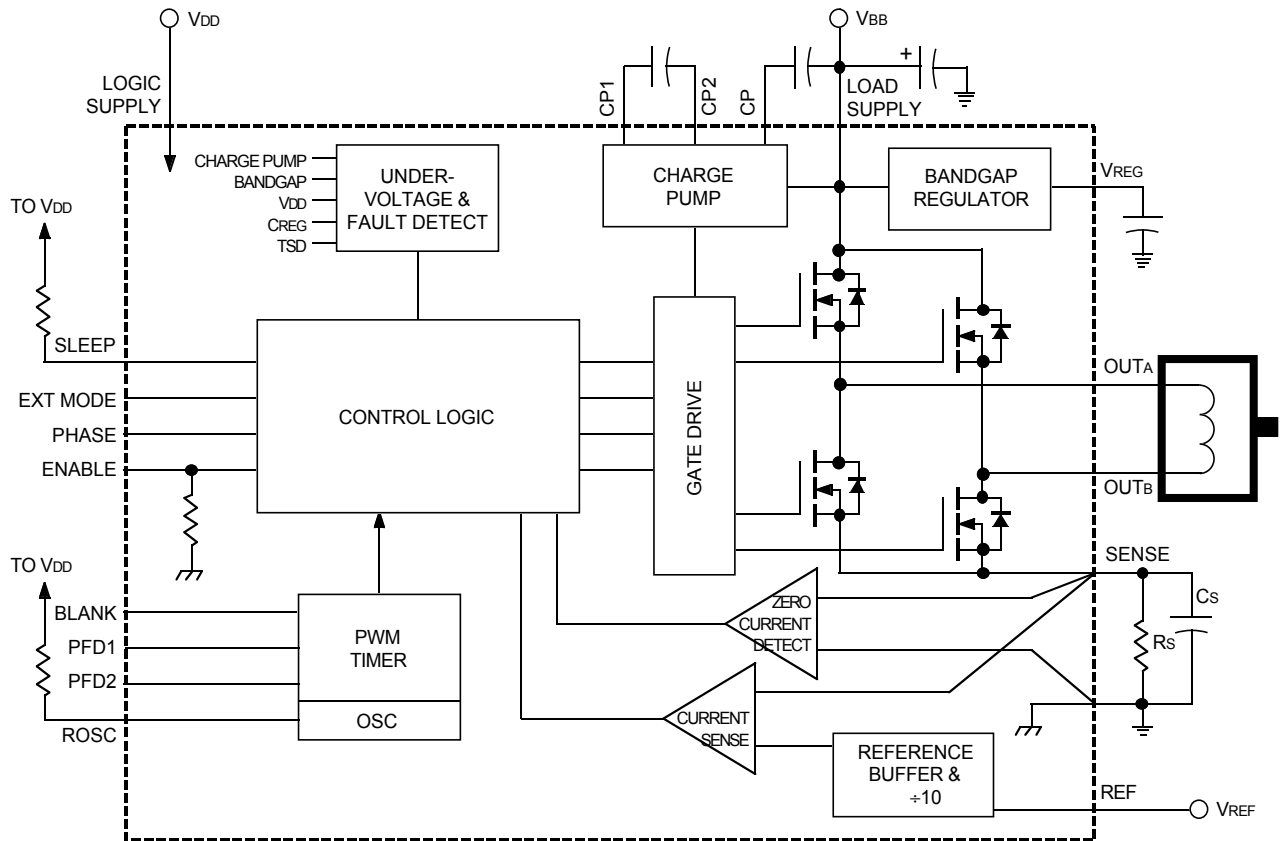 VDD
VBB
LOGIC
SUPPLY
CP1
CP2
CP
+
LOAD
SUPPLY
CHARGE PUMP
BANDGAP
VDD
CREG
TSD
UNDER-
VOLTAGE &
FAULT DETECT
CHARGE
PUMP
BANDGAP
REGULATOR
VREG
TO VDD
SLEEP
EXT MODE
PHASE
ENABLE
CONTROL LOGIC
GATE DRIVE
OUTA
OUTB
SENSE
TO VDD
BLANK
PFD1
PFD2
ROSC
PWM
TIMER
OSC
ZERO
CURRENT
DETECT
CURRENT
SENSE
REFERENCE
BUFFER &
÷10
RS
CS
REF
VREF